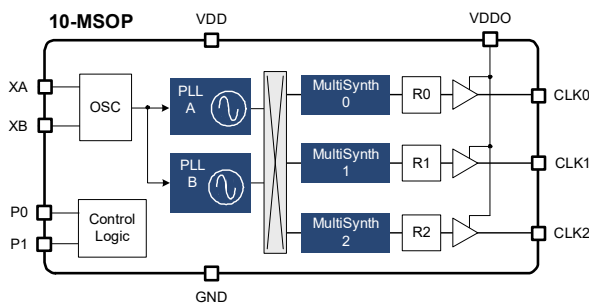 10-MSOP
VDD
VDDO
XA
XB
OSC
PLL
A
PLL
B
MultiSynth
0
R0
CLK0
MultiSynth
1
R1
CLK1
MultiSynth
2
R2
CLK2
P0
P1
Control
Logic
GND